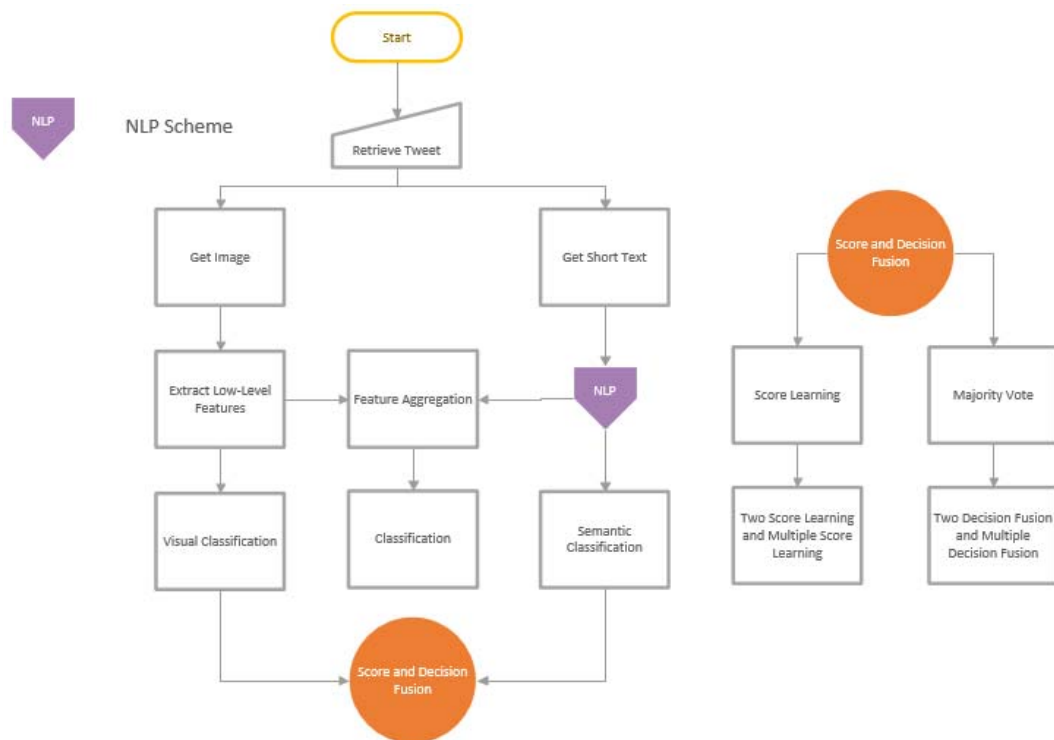 Start
NLP
NLP Scheme
Retrieve Tweet
Get Image
Get Short Text
Score and Decision
Fusion
Extract Low-Level
Features
Feature Aggregation
NLP
Score Learning
Majority Vote
Visual Classification
Classification
Semantic
Classification
Two Score Learning
and Multiple Score
Learning
Two Decision Fusion
and Multiple
Decision Fusion
Score and Decision
Fusion